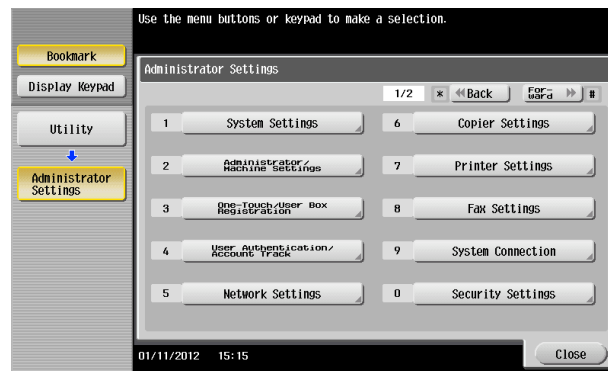 Use the menu buttons or keypad to make a selection.
Bookmark
Display Keypad
Utility
Administrator
Settings
Administrator Settings
1/2 * Back For-
ward #
1 System Settings
2 Administrator/
Machine Settings
3 One-Touch/User Box
Registration
4 User Authentication/
Account Track
5 Network Settings
6 Copier Settings
7 Printer Settings
8 Fax Settings
9 System Connection
0 Security Settings
01/11/2012 15:15
Close